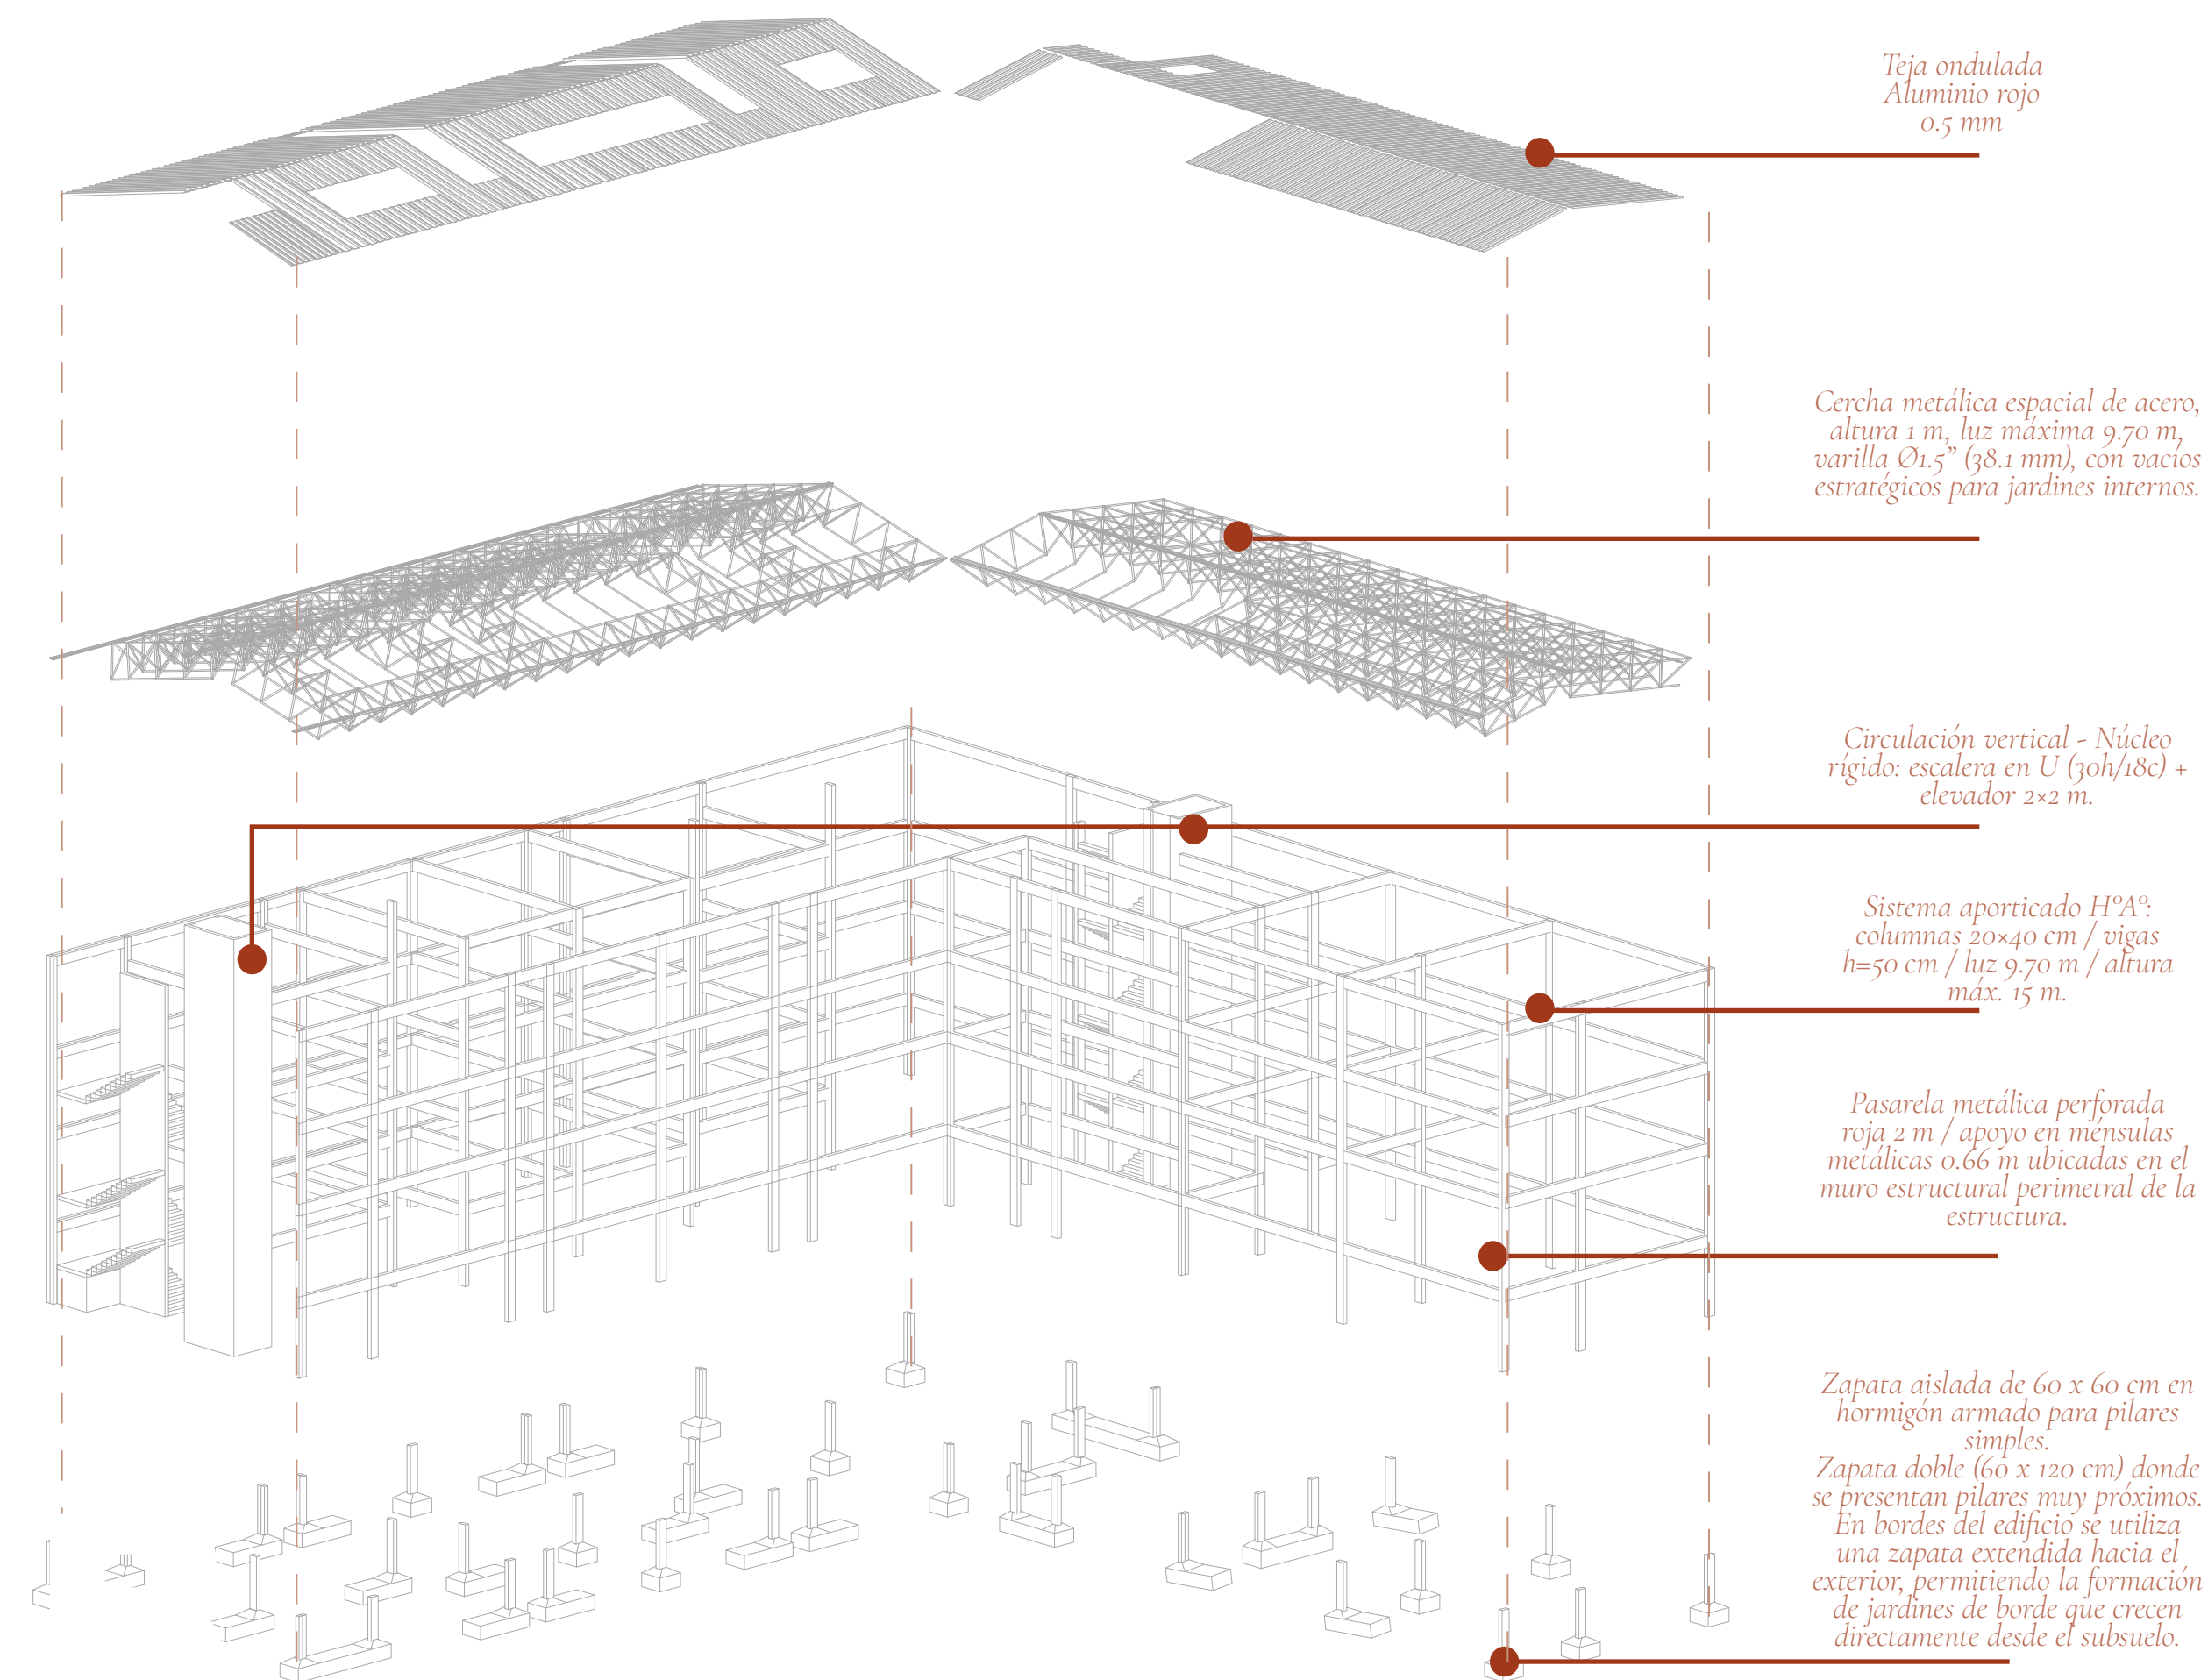 Teja ondulada
Aluminio rojo
0.5 mm
Cercha metálica espacial de acero,
altura 1 m, luz máxima 9.70 m,
varilla Ø1.5” (38.1 mm), con vacíos
estratégicos para jardines internos.
Circulación vertical - Núcleo
rígido: escalera en U (30h/18c) +
elevador 2×2 m.
Sistema aporticado HºAº:
columnas 20×40 cm / vigas
h=50 cm / luz 9.70 m / altura
máx. 15 m.
Pasarela metálica perforada
roja 2 m / apoyo en ménsulas
metálicas 0.66 m ubicadas en el
muro estructural perimetral de la
estructura.
Zapata aislada de 60 x 60 cm en
hormigón armado para pilares
simples.
Zapata doble (60 x 120 cm) donde
se presentan pilares muy próximos.
En bordes del edificio se utiliza
una zapata extendida hacia el
exterior, permitiendo la formación
de jardines de borde que crecen
directamente desde el subsuelo.